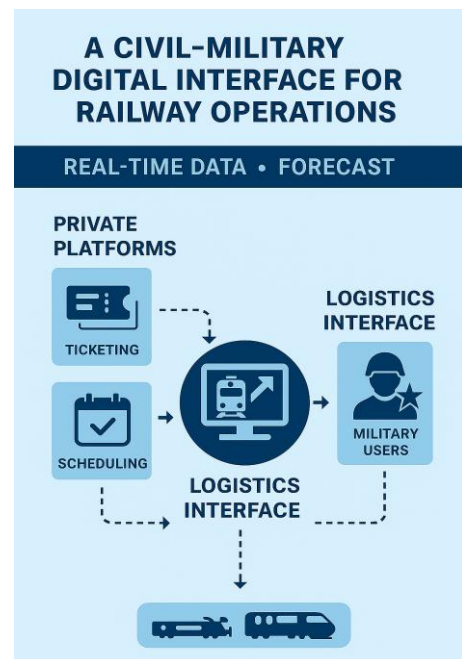 A CIVIL–MILITARY
DIGITAL INTERFACE FOR
RAILWAY OPERATIONS
REAL-TIME DATA • FORECAST
PRIVATE
PLATFORMS
TICKETING
SCHEDULING
LOGISTICS
INTERFACE
LOGISTICS
INTERFACE
MILITARY
USERS